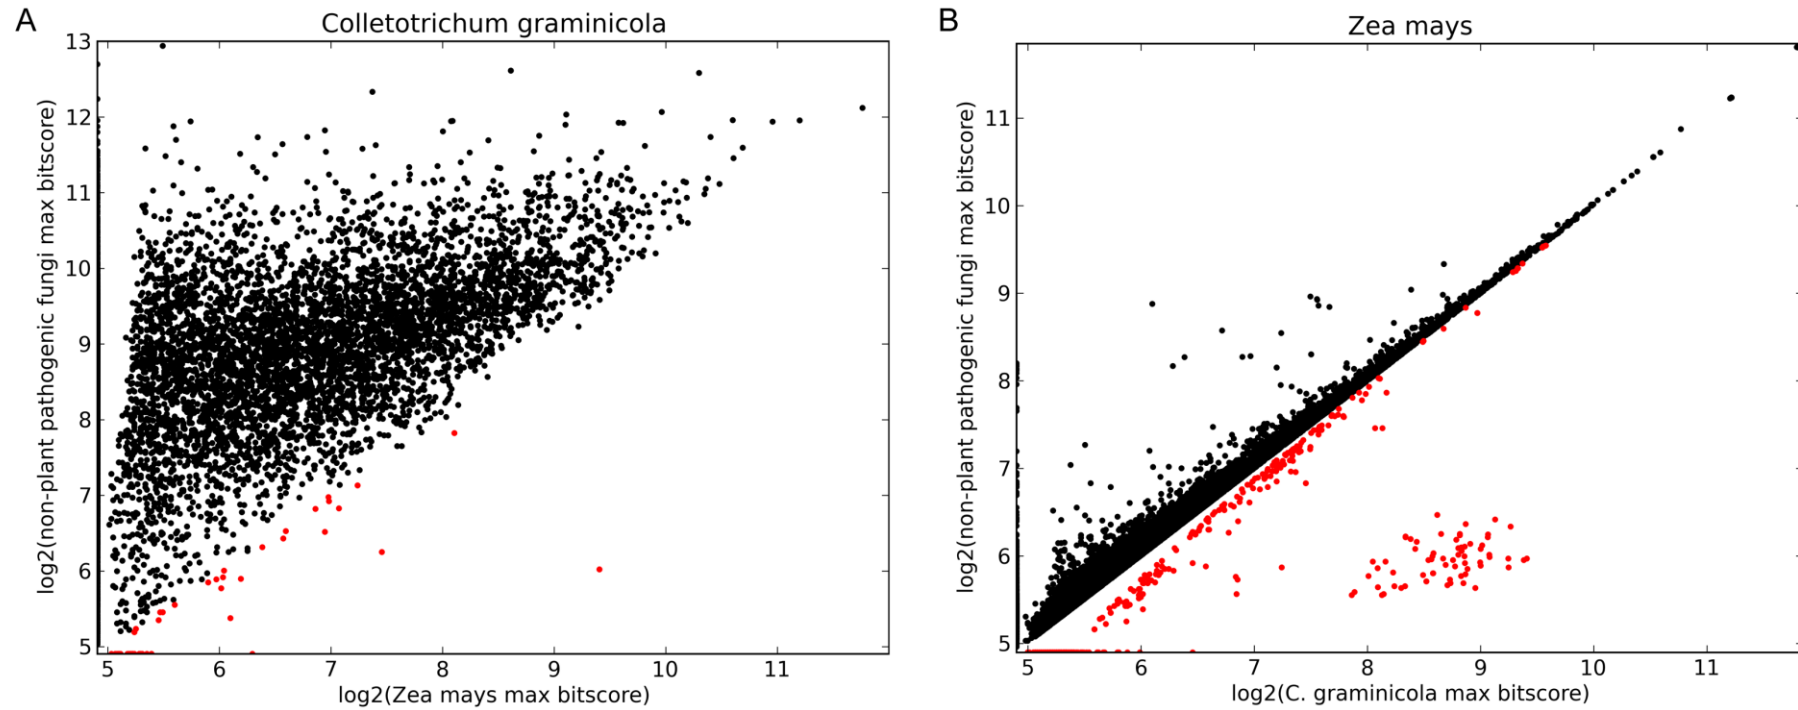 A
Colletotrichum graminicola
log2(non-plant pathogenic fungi max bitscore)
13
12
11
10
9
8
7
6
5
5 6 7 8 9 10 11
log2(Zea mays max bitscore)
B
Zea mays
log2(non-plant pathogenic fungi max bitscore)
11
10
9
8
7
6
5
5 6 7 8 9 10 11
log2(C. graminicola max bitscore)